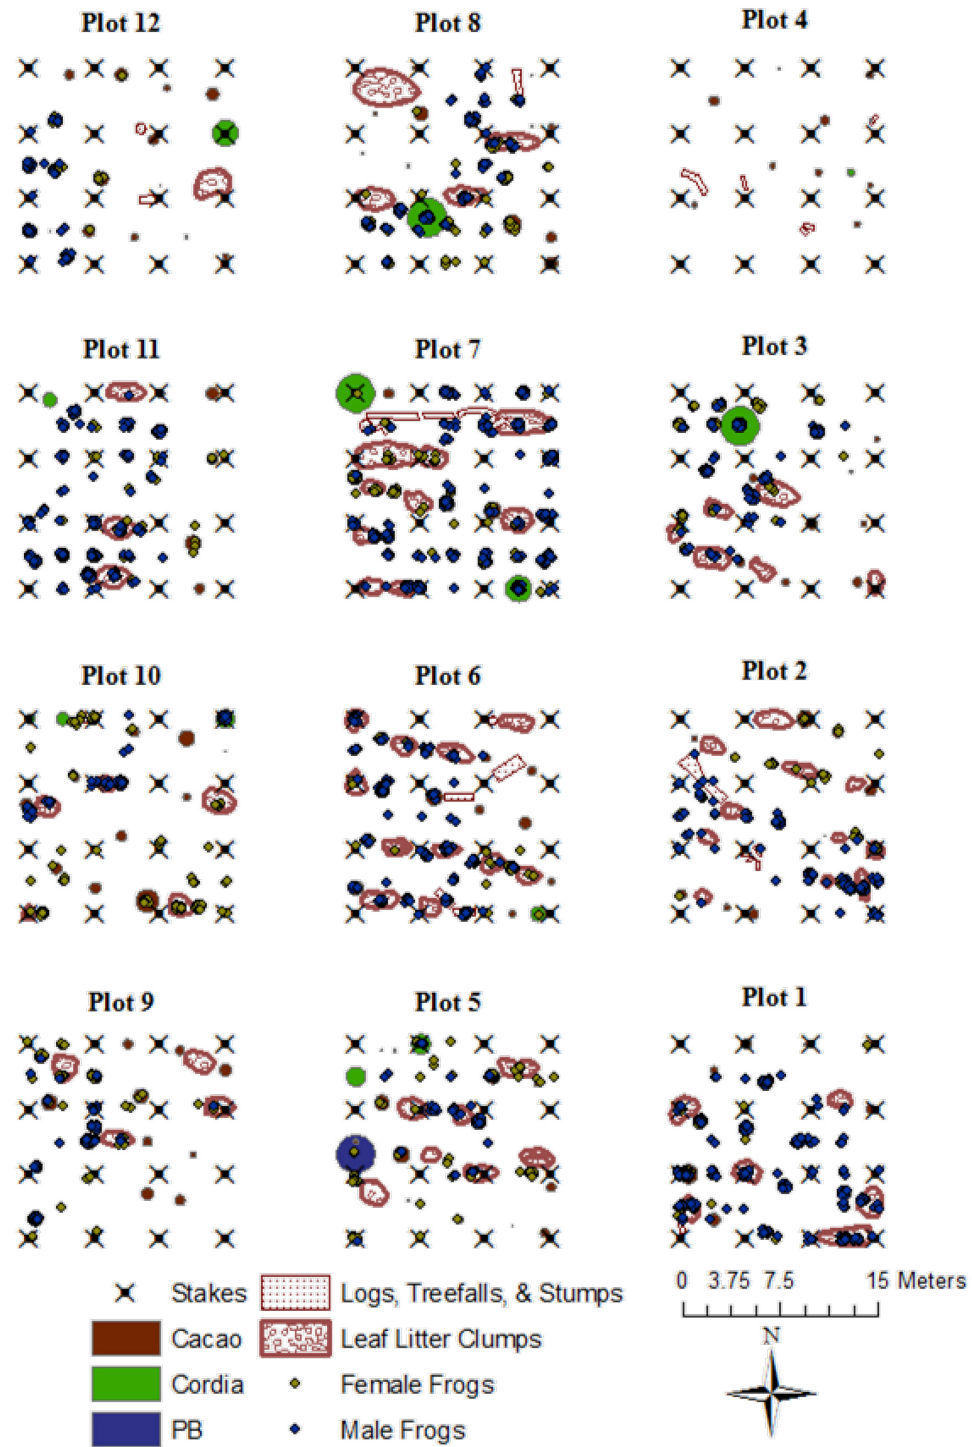 Plot 12
Plot 8
Plot 4
Plot 11
Plot 7
Plot 3
Plot 10
Plot 6
Plot 2
Plot 9
Plot 5
Plot 1
Stakes
Logs, Treefalls, & Stumps
Cacao
Leaf Litter Clumps
Cordia
Female Frogs
PB
Male Frogs
0 3.75 7.5 15 Meters
N